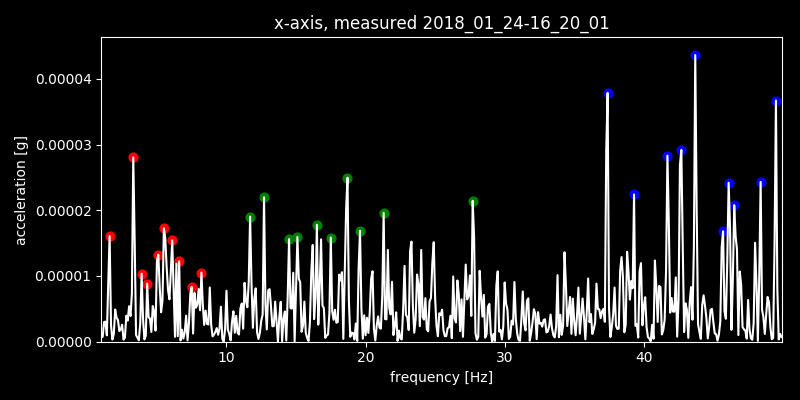 x-axis, measured 2018_01_24-16_20_01
0.00004
0.00003
0.00002
0.00001
0.00000
acceleration [g]
10 20 30 40
frequency [Hz]